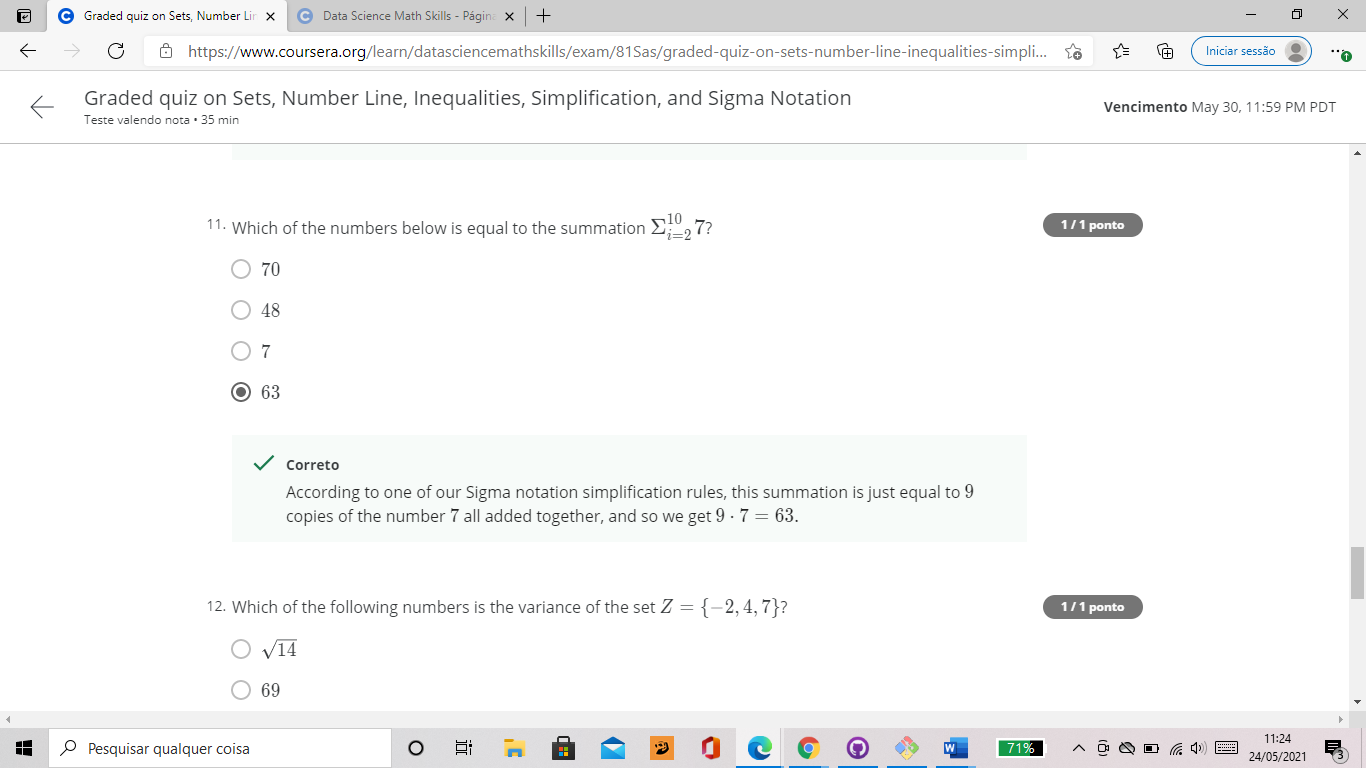 Graded quiz on Sets, Number Lin
Data Science Math Skills - Págin
https://www.coursera.org/learn/datasciencemathskills/exam/81Sas/graded-quiz-on-sets-number-line-inequalities-simpli...
Iniciar sessão
Graded quiz on Sets, Number Line, Inequalities, Simplification, and Sigma Notation
Teste valendo nota • 35 min
Vencimento May 30, 11:59 PM PDT
11. Which of the numbers below is equal to the summation Σ_{i=2}^{10} 7?
1 / 1 ponto
70
48
7
63
Correto
According to one of our Sigma notation simplification rules, this summation is just equal to 9
copies of the number 7 all added together, and so we get 9 · 7 = 63.
12. Which of the following numbers is the variance of the set Z = {−2, 4, 7}?
1 / 1 ponto
√14
69
Pesquisar qualquer coisa
71%
11:24
24/05/2021
3